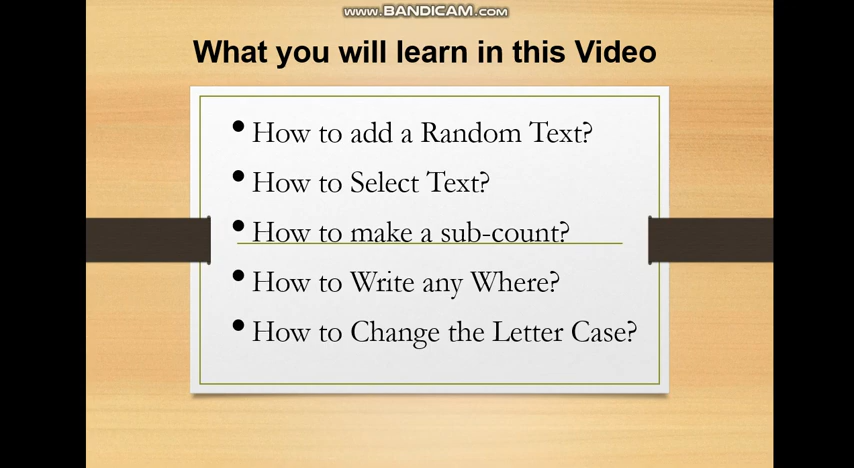 www.BANDICAM.com
What you will learn in this Video
• How to add a Random Text?
• How to Select Text?
• How to make a sub-count?
• How to Write any Where?
• How to Change the Letter Case?